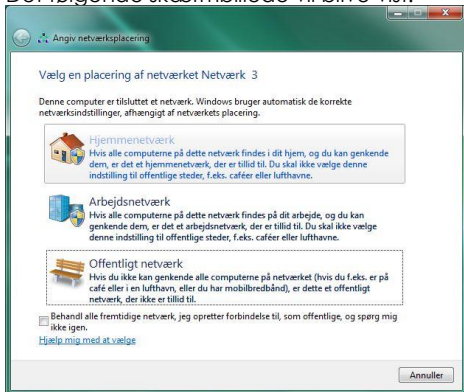 Det følgende skærmbillede vil blive vist:
Angiv netværksplacering
Vælg en placering af netværket Netværk 3
Denne computer er tilsluttet et netværk. Windows bruger automatisk de korrekte
netværksindstillinger, afhængigt af netværkets placering.
Hjemmenetværk
Hvis alle computerne på dette netværk findes i dit hjem, og du kan genkende
dem, er det et hjemmenetværk, der er tillid til. Du skal ikke vælge denne
indstilling til offentlige steder, f.eks. caféer eller lufthavne.
Arbejdsnetværk
Hvis alle computerne på dette netværk findes på dit arbejde, og du kan
genkende dem, er det et arbejdsnetværk, der er tillid til. Du skal ikke vælge
denne indstilling til offentlige steder, f.eks. caféer eller lufthavne.
Offentligt netværk
Hvis du ikke kan genkende alle computerne på netværket (hvis du f.eks. er på
café eller i en lufthavn, eller du har mobilbredbånd), er dette et offentligt
netværk, der ikke er tillid til.
Behandl alle fremtidige netværk, jeg opretter forbindelse til, som offentlige, og spørg mig
ikke igen.
Hjælp mig med at vælge
Annuller